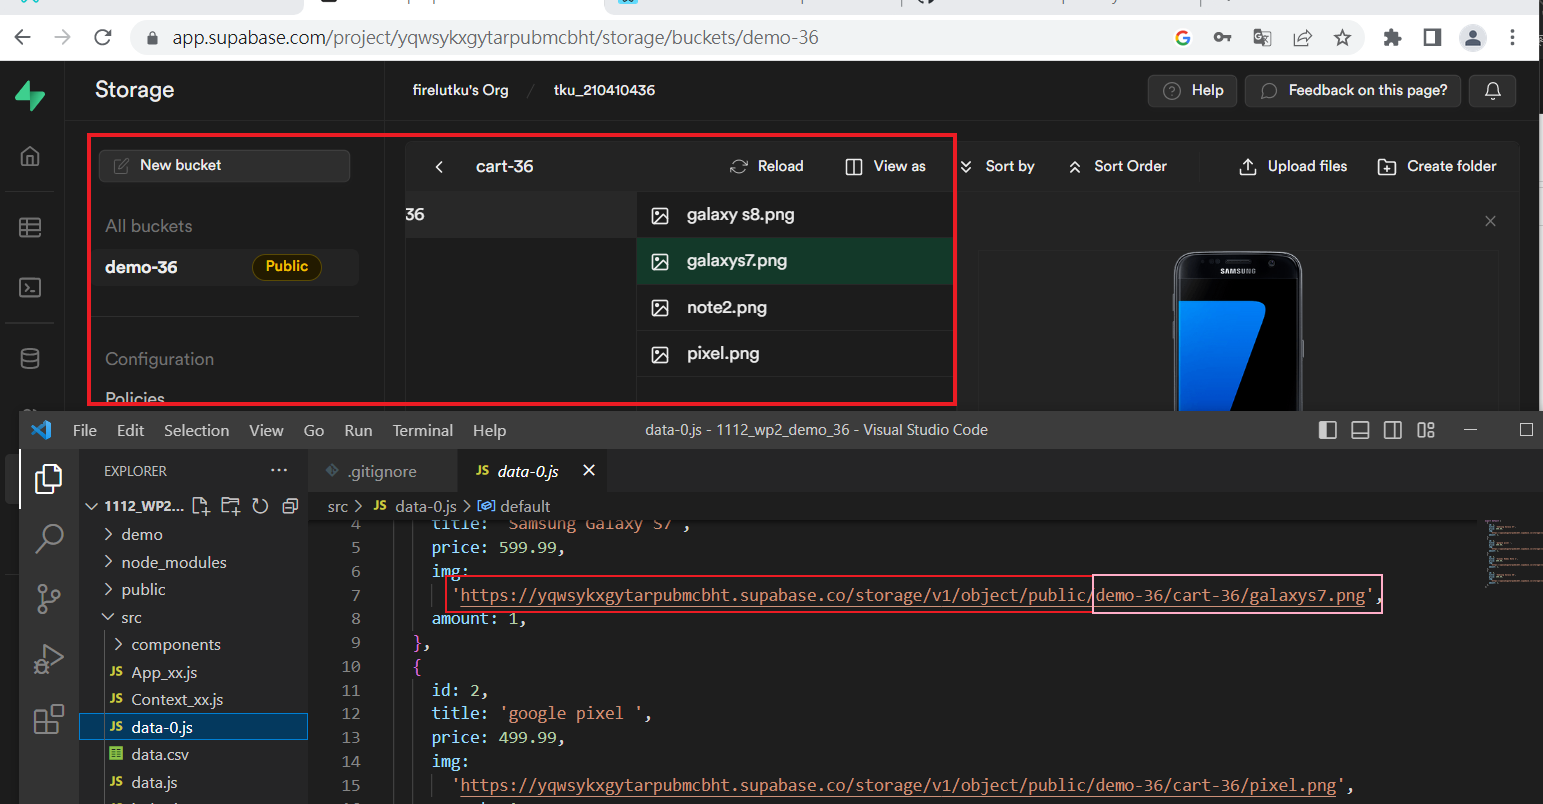 app.supabase.com/project/yqwsykxgytarpubmcbht/storage/buckets/demo-36
Storage
firelutku's Org / tku_210410436
Help
Feedback on this page?
New bucket
cart-36
Reload
View as
Sort by
Sort Order
Upload files
Create folder
All buckets
demo-36 Public
Configuration
Policies
36
galaxy s8.png
galaxys7.png
note2.png
pixel.png
SAMSUNG
File Edit Selection View Go Run Terminal Help
data-0.js - 1112_wp2_demo_36 - Visual Studio Code
EXPLORER ...
1112_WP2...
demo
node_modules
public
src
components
JS App_xx.js
JS Context_xx.js
JS data-0.js
data.csv
JS data.js
.gitignore
JS data-0.js
src > JS data-0.js > default
4 title: 'Samsung Galaxy S7',
5 price: 599.99,
6 img:
7 'https://yqwsykxgytarpubmcbht.supabase.co/storage/v1/object/public/demo-36/cart-36/galaxys7.png',
8 amount: 1,
9 },
10 {
11 id: 2,
12 title: 'google pixel ',
13 price: 499.99,
14 img:
15 'https://yqwsykxgytarpubmcbht.supabase.co/storage/v1/object/public/demo-36/cart-36/pixel.png',